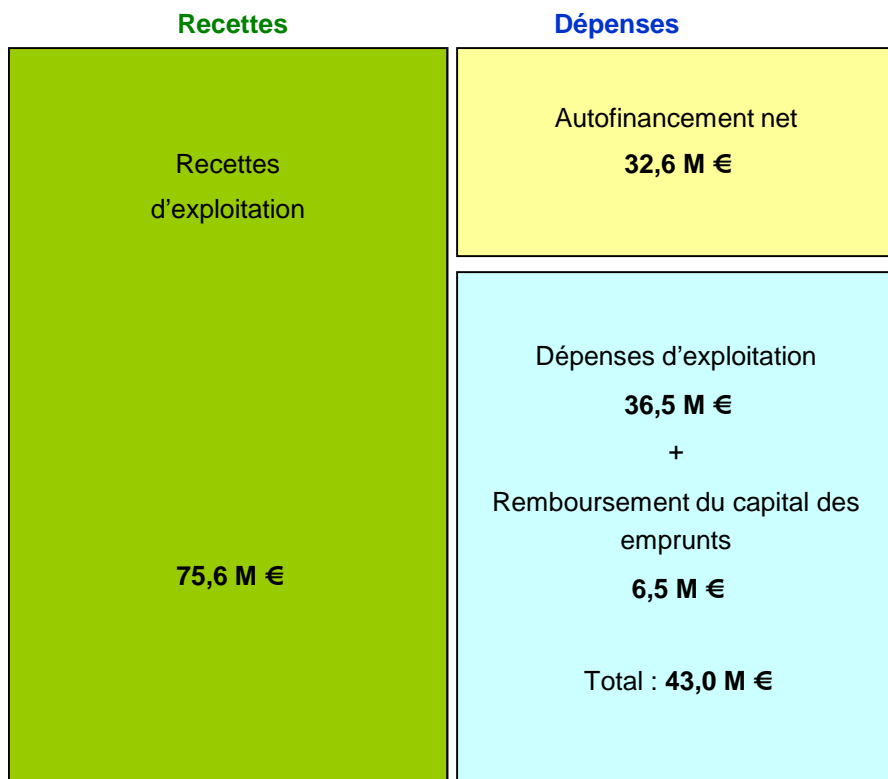 Recettes
Dépenses
Recettes
d’exploitation
75,6 M €
Autofinancement net
32,6 M €
Dépenses d’exploitation
36,5 M €
+
Remboursement du capital des
emprunts
6,5 M €
Total : 43,0 M €